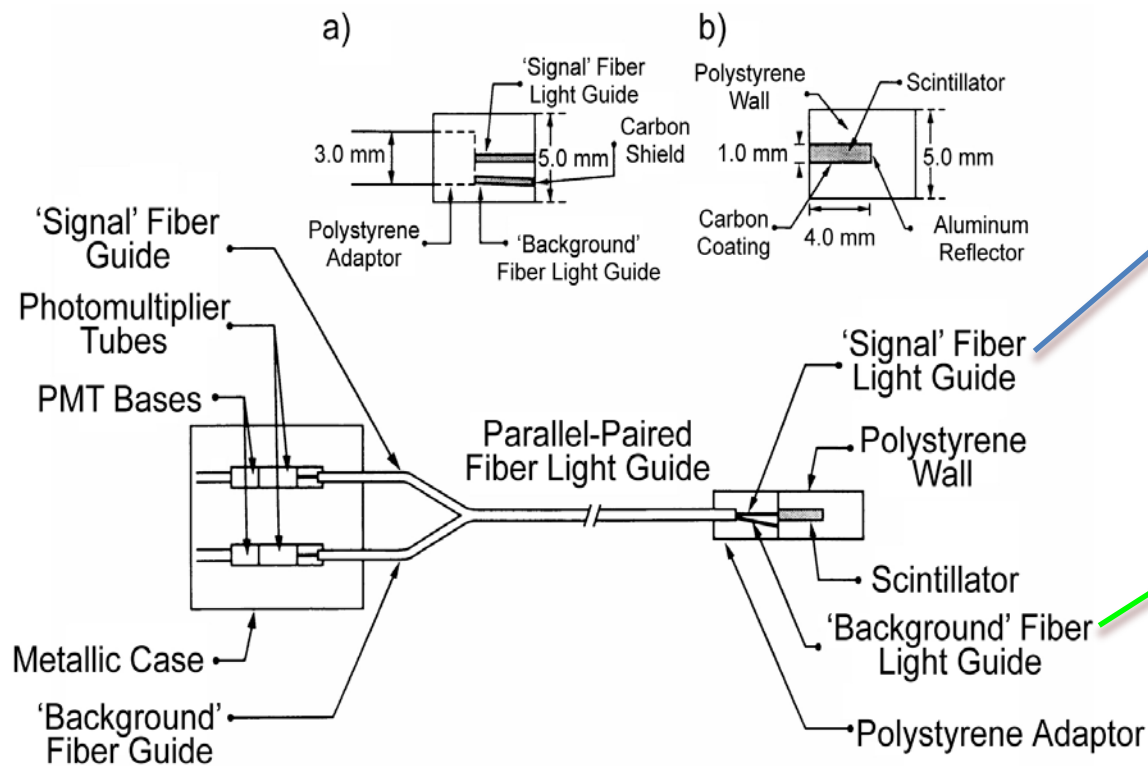 a)
‘Signal’ Fiber
Light Guide
3.0 mm
5.0 mm
Carbon
Shield
Polystyrene
Adaptor
‘Background’
Fiber Light Guide
b)
Polystyrene
Wall
Scintillator
1.0 mm
5.0 mm
Carbon
Coating
4.0 mm
Aluminum
Reflector
‘Signal’ Fiber
Guide
Photomultiplier
Tubes
PMT Bases
Metallic Case
‘Background’
Fiber Guide
Parallel-Paired
Fiber Light Guide
‘Signal’ Fiber
Light Guide
Polystyrene
Wall
Scintillator
‘Background’ Fiber
Light Guide
Polystyrene Adaptor